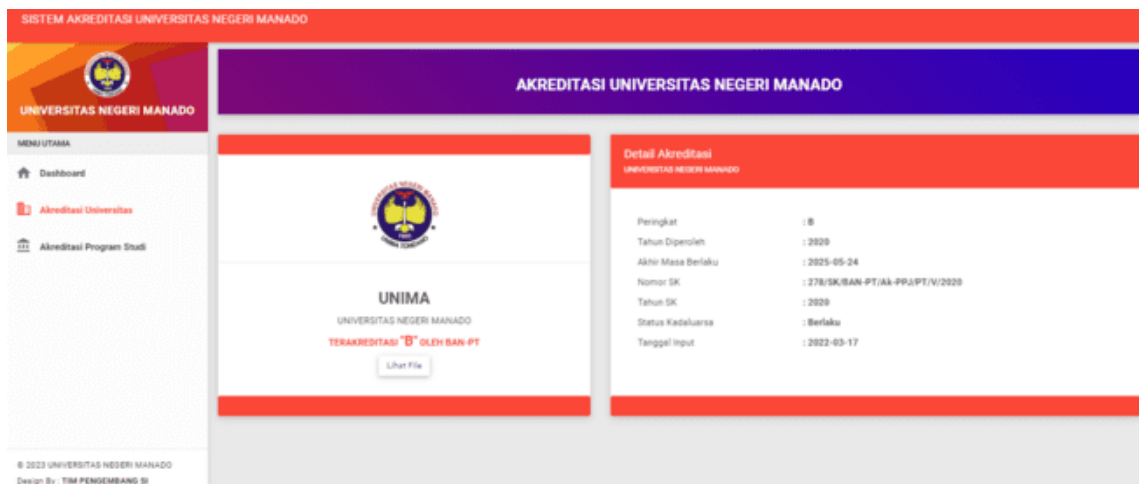 SISTEM AKREDITASI UNIVERSITAS NEGERI MANADO
UNIVERSITAS NEGERI MANADO
MENU UTAMA
Dashboard
Akreditasi Universitas
Akreditasi Program Studi
© 2023 UNIVERSITAS NEGERI MANADO
Design By : TIM PENGEMBANG SI
AKREDITASI UNIVERSITAS NEGERI MANADO
UNIMA
UNIVERSITAS NEGERI MANADO
TERAKREDITASI "B" OLEH BAN-PT
Lihat File
Detail Akreditasi
UNIVERSITAS NEGERI MANADO
Peringkat : B
Tahun Diperoleh : 2020
Akhir Masa Berlaku : 2025-05-24
Nomor SK : 278/SK/BAN-PT/Ak-PPJ/PT/V/2020
Tahun SK : 2020
Status Kadaluarsa : Berlaku
Tanggal Input : 2022-03-17